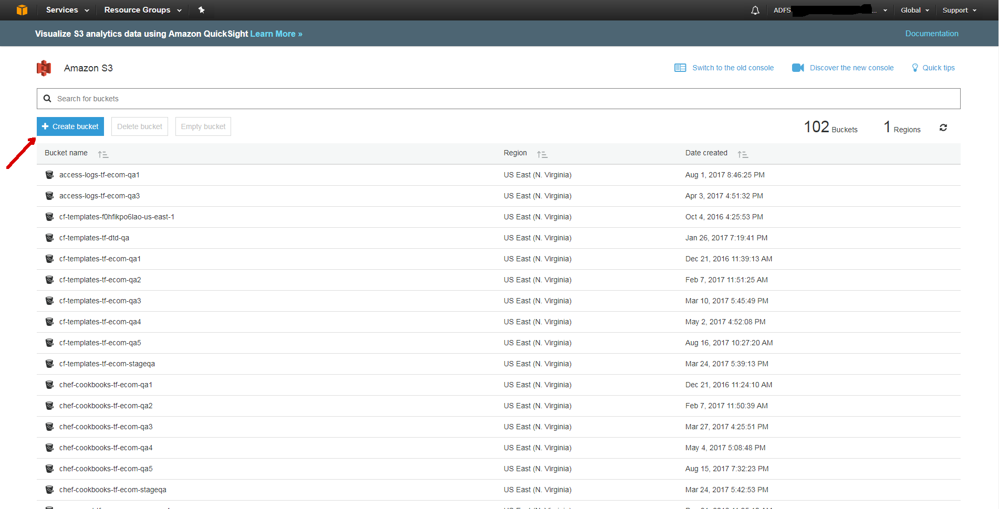 Services Resource Groups ADFS ... Global Support
Visualize S3 analytics data using Amazon QuickSight Learn More » Documentation
Amazon S3 Switch to the old console Discover the new console Quick tips
Search for buckets
Create bucket Delete bucket Empty bucket 102 Buckets 1 Regions
Bucket name Region Date created
access-logs-tf-ecom-qa1 US East (N. Virginia) Aug 1, 2017 8:46:25 PM
access-logs-tf-ecom-qa3 US East (N. Virginia) Apr 3, 2017 4:51:32 PM
cf-templates-f0hfikpo6lao-us-east-1 US East (N. Virginia) Oct 4, 2016 4:25:53 PM
cf-templates-tf-dtd-qa US East (N. Virginia) Jan 26, 2017 7:19:41 PM
cf-templates-tf-ecom-qa1 US East (N. Virginia) Dec 21, 2016 11:39:13 AM
cf-templates-tf-ecom-qa2 US East (N. Virginia) Feb 7, 2017 11:51:25 AM
cf-templates-tf-ecom-qa3 US East (N. Virginia) Mar 10, 2017 5:45:49 PM
cf-templates-tf-ecom-qa4 US East (N. Virginia) May 2, 2017 4:52:08 PM
cf-templates-tf-ecom-qa5 US East (N. Virginia) Aug 16, 2017 10:27:20 AM
cf-templates-tf-ecom-stageqa US East (N. Virginia) Mar 24, 2017 5:39:13 PM
chef-cookbooks-tf-ecom-qa1 US East (N. Virginia) Dec 21, 2016 11:24:10 AM
chef-cookbooks-tf-ecom-qa2 US East (N. Virginia) Feb 7, 2017 11:50:39 AM
chef-cookbooks-tf-ecom-qa3 US East (N. Virginia) Mar 27, 2017 4:25:51 PM
chef-cookbooks-tf-ecom-qa4 US East (N. Virginia) May 4, 2017 5:08:48 PM
chef-cookbooks-tf-ecom-qa5 US East (N. Virginia) Aug 15, 2017 7:32:23 PM
chef-cookbooks-tf-ecom-stageqa US East (N. Virginia) Mar 24, 2017 5:42:53 PM